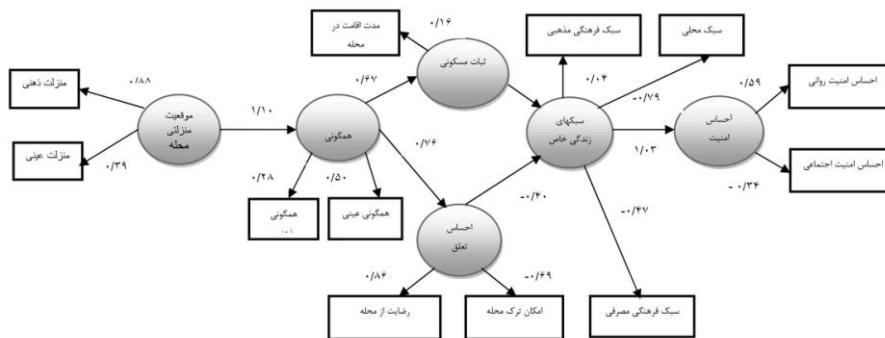 ۰/۱۶
مدت اقامت در
محله
ثبات مسکونی
سبک فرهنگی مذهبی
سبک محلی
۰/۸۸
منزلت ذهنی
۰/۶۷
۰/۰۴
-۰/۷۹
۰/۵۹
احساس امنیت روانی
موقعیت
منزلتی
محله
۱/۱۰
همگونی
سبکهای
زندگی خاص
احساس
امنیت
منزلت عینی
۰/۳۹
۰/۷۶
۱/۰۳
احساس امنیت اجتماعی
-۰/۳۴
۰/۲۸
۰/۵۰
-۰/۴۰
-۰/۴۷
همگونی
همگونی عینی
احساس
تعلق
۰/۸۶
-۰/۶۹
رضایت از محله
امکان ترک محله
سبک فرهنگی مصرفی